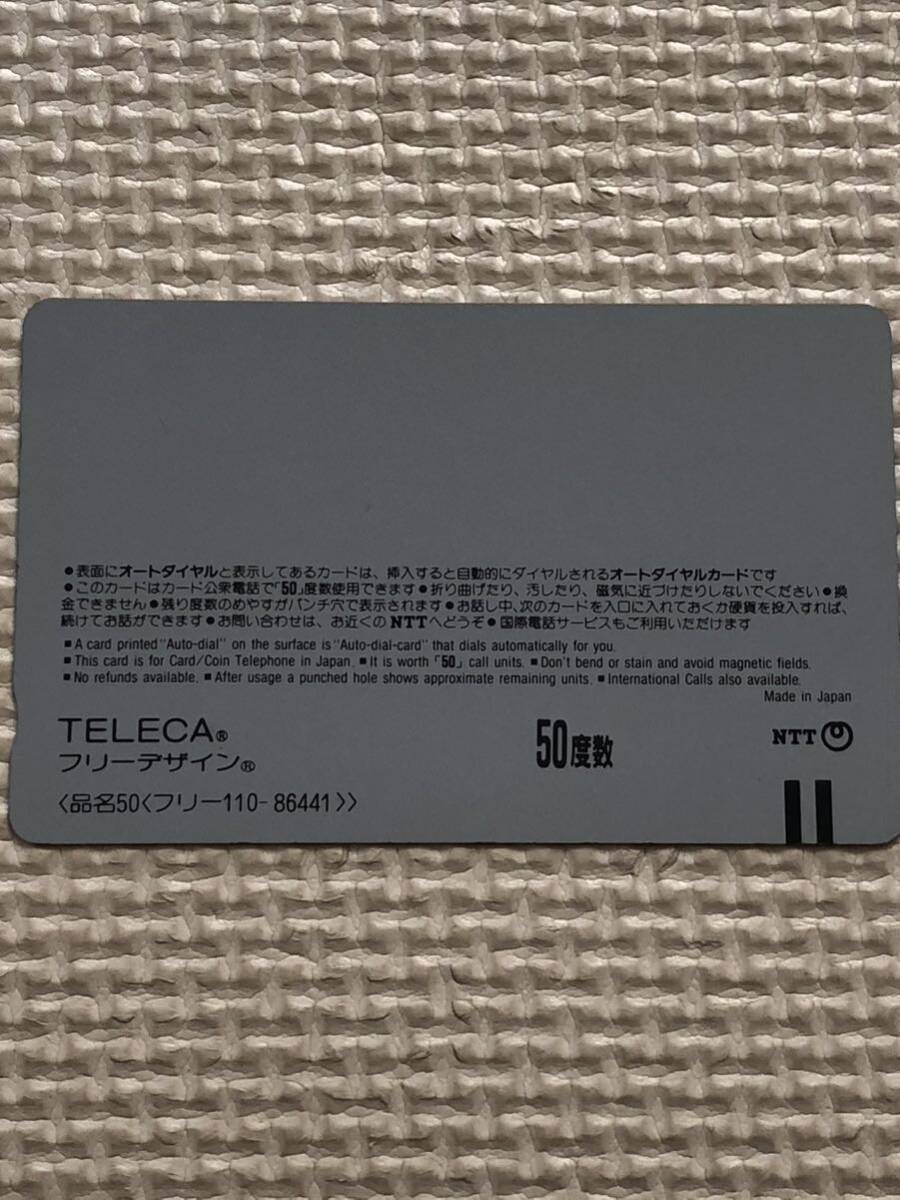 ●表面にオートダイヤルと表示してあるカードは、挿入すると自動的にダイヤルされるオートダイヤルカードです
●このカードはカード公衆電話で「50」度数使用できます●折り曲げたり、汚したり、磁気に近づけたりしないでください●換
金できません●残り度数のめやすがパンチ穴で表示されます●お話し中、次のカードを入口に入れておくか硬貨を投入すれば、
続けてお話ができます●お問い合わせは、お近くのNTTへどうぞ●国際電話サービスもご利用いただけます
■A card printed "Auto-dial" on the surface is "Auto-dial-card" that dials automatically for you.
■This card is for Card/Coin Telephone in Japan. ■It is worth「50」call units. ■Don't bend or stain and avoid magnetic fields.
■No refunds available. ■After usage a punched hole shows approximate remaining units. ■International Calls also available.
Made in Japan
TELECA®
フリーデザイン®
50度数
NTT
〈品名50〈フリー110-86441〉〉